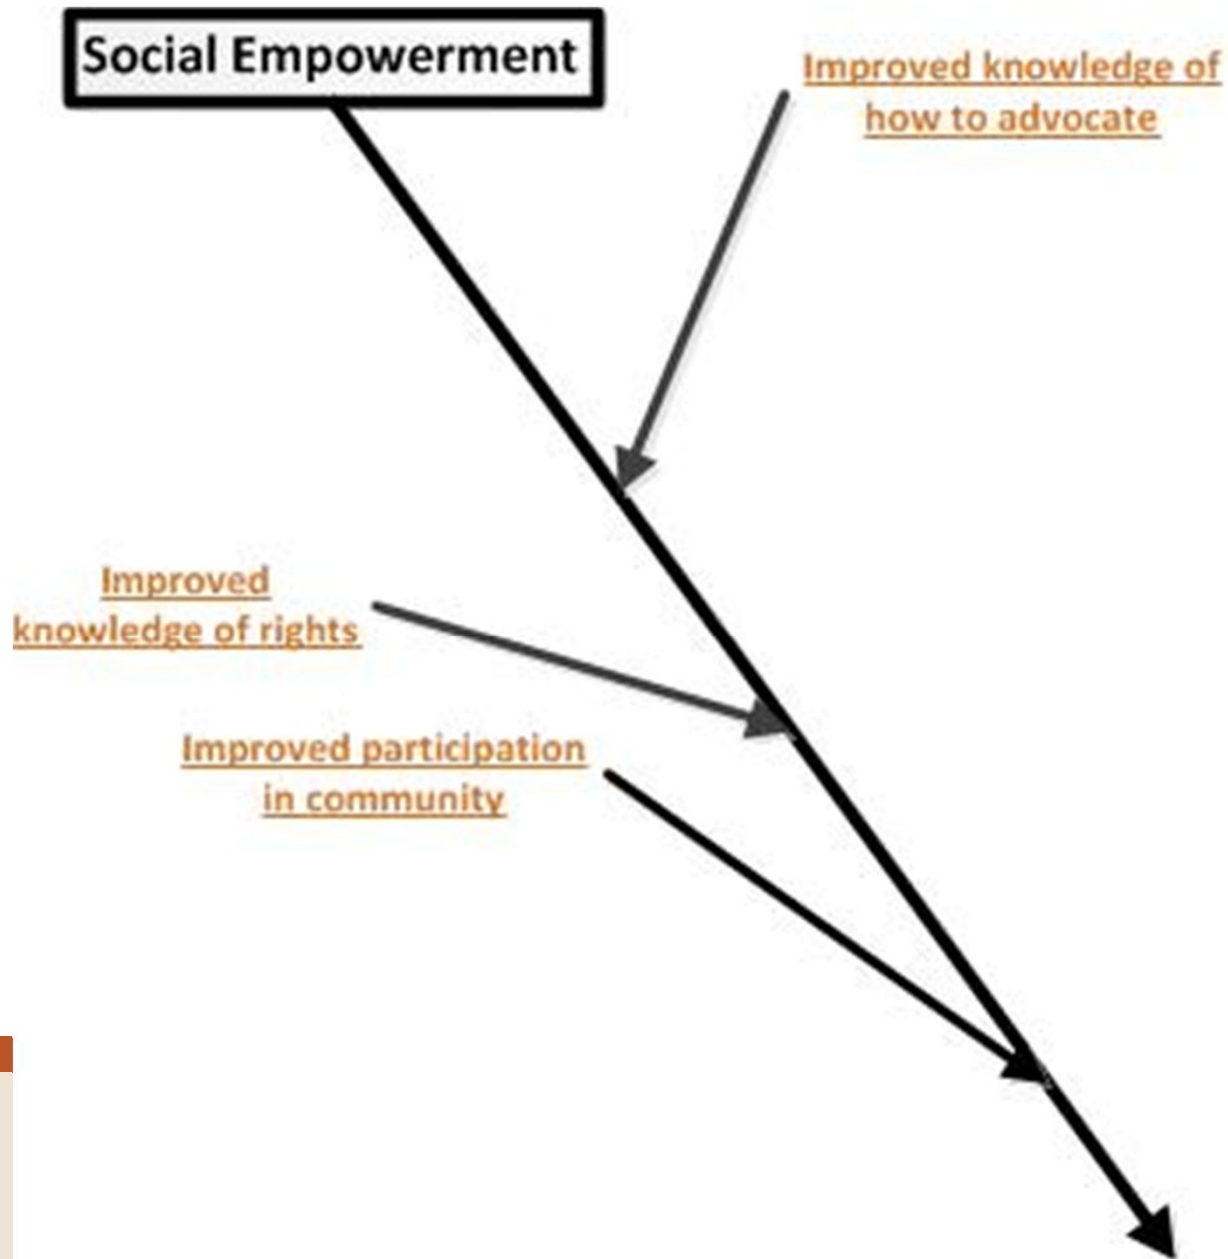 Social Empowerment
Improved knowledge of
how to advocate
Improved
knowledge of rights
Improved participation
in community